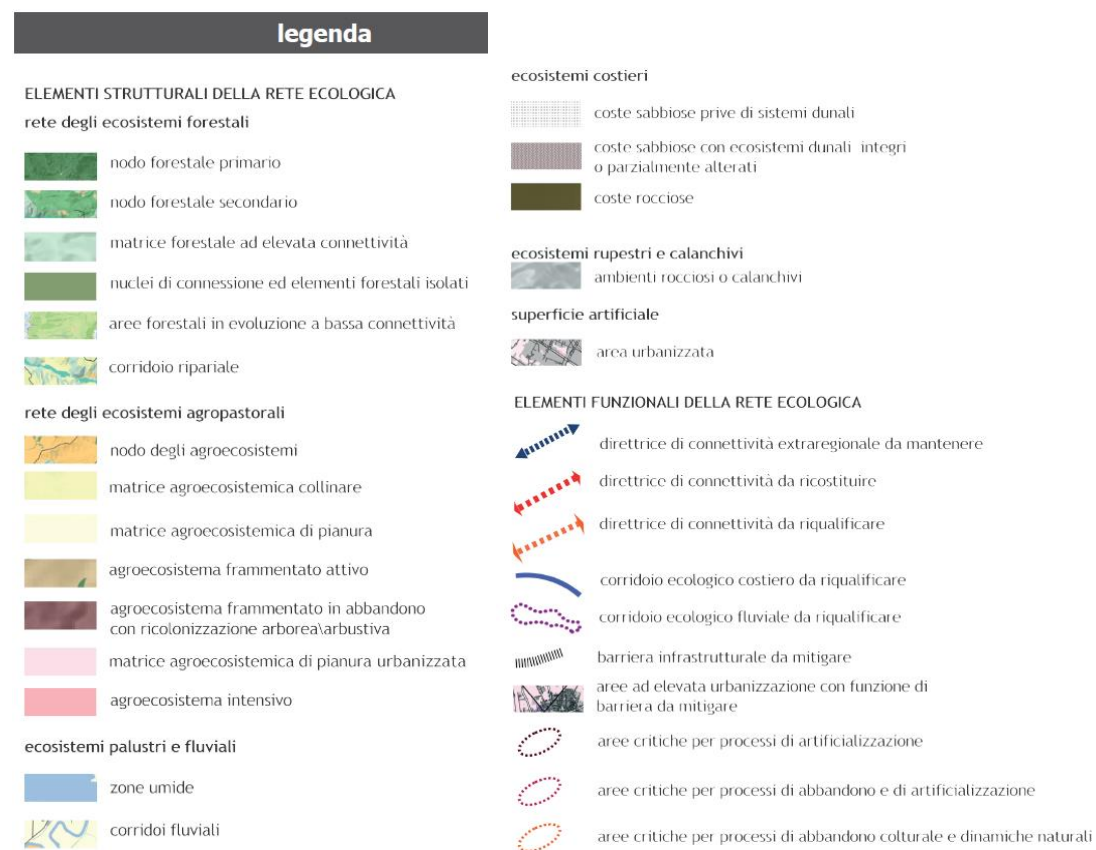 legenda
ELEMENTI STRUTTURALI DELLA RETE ECOLOGICA
rete degli ecosistemi forestali
nodo forestale primario
nodo forestale secondario
matrice forestale ad elevata connettività
nuclei di connessione ed elementi forestali isolati
aree forestali in evoluzione a bassa connettività
corridoio ripariale
rete degli ecosistemi agropastorali
nodo degli agroecosistemi
matrice agroecosistemica collinare
matrice agroecosistemica di pianura
agroecosistema frammentato attivo
agroecosistema frammentato in abbandono
con ricolonizzazione arborea\arbustiva
matrice agroecosistemica di pianura urbanizzata
agroecosistema intensivo
ecosistemi palustri e fluviali
zone umide
corridoi fluviali
ecosistemi costieri
coste sabbiose prive di sistemi dunali
coste sabbiose con ecosistemi dunali integri
o parzialmente alterati
coste rocciose
ecosistemi rupestri e calanchivi
ambienti rocciosi o calanchivi
superficie artificiale
area urbanizzata
ELEMENTI FUNZIONALI DELLA RETE ECOLOGICA
direttrice di connettività extraregionale da mantenere
direttrice di connettività da ricostituire
direttrice di connettività da riqualificare
corridoio ecologico costiero da riqualificare
corridoio ecologico fluviale da riqualificare
barriera infrastrutturale da mitigare
aree ad elevata urbanizzazione con funzione di
barriera da mitigare
aree critiche per processi di artificializzazione
aree critiche per processi di abbandono e di artificializzazione
aree critiche per processi di abbandono colturale e dinamiche naturali